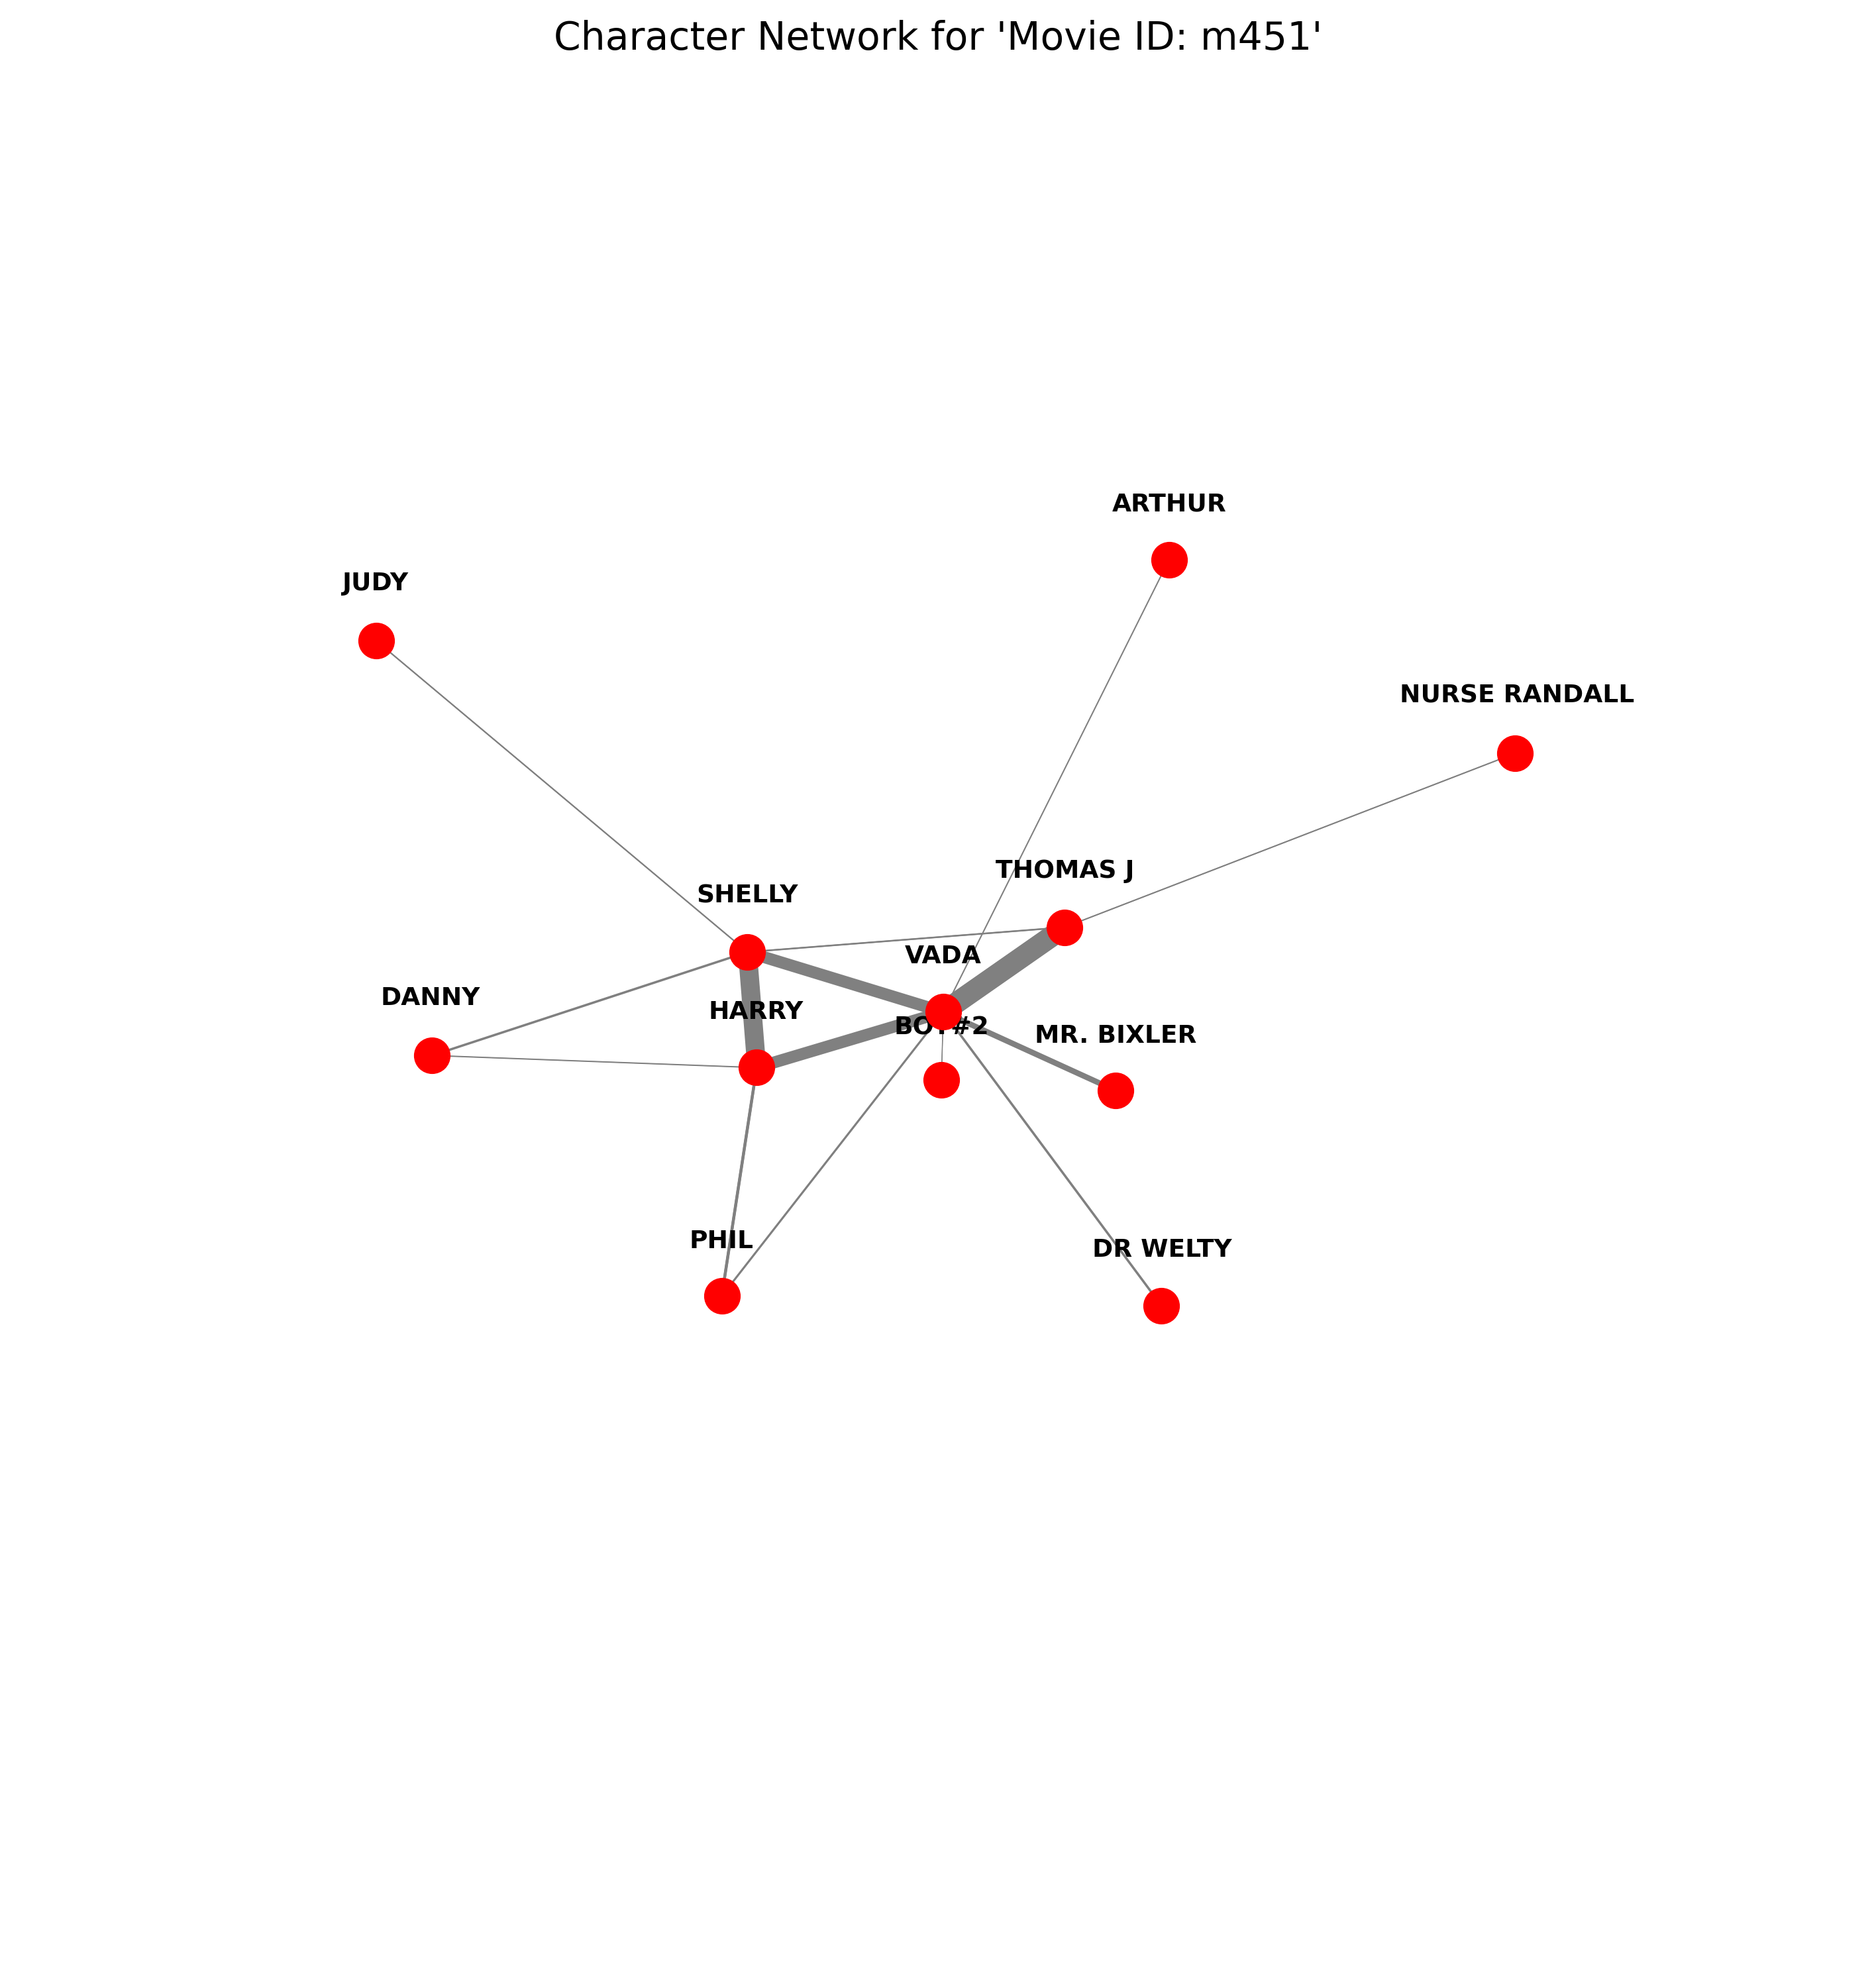 Character Network for 'Movie ID: m451'
ARTHUR
JUDY
NURSE RANDALL
THOMAS J
SHELLY
VADA
DANNY
HARRY
BOY#2
MR. BIXLER
PHIL
DR WELTY